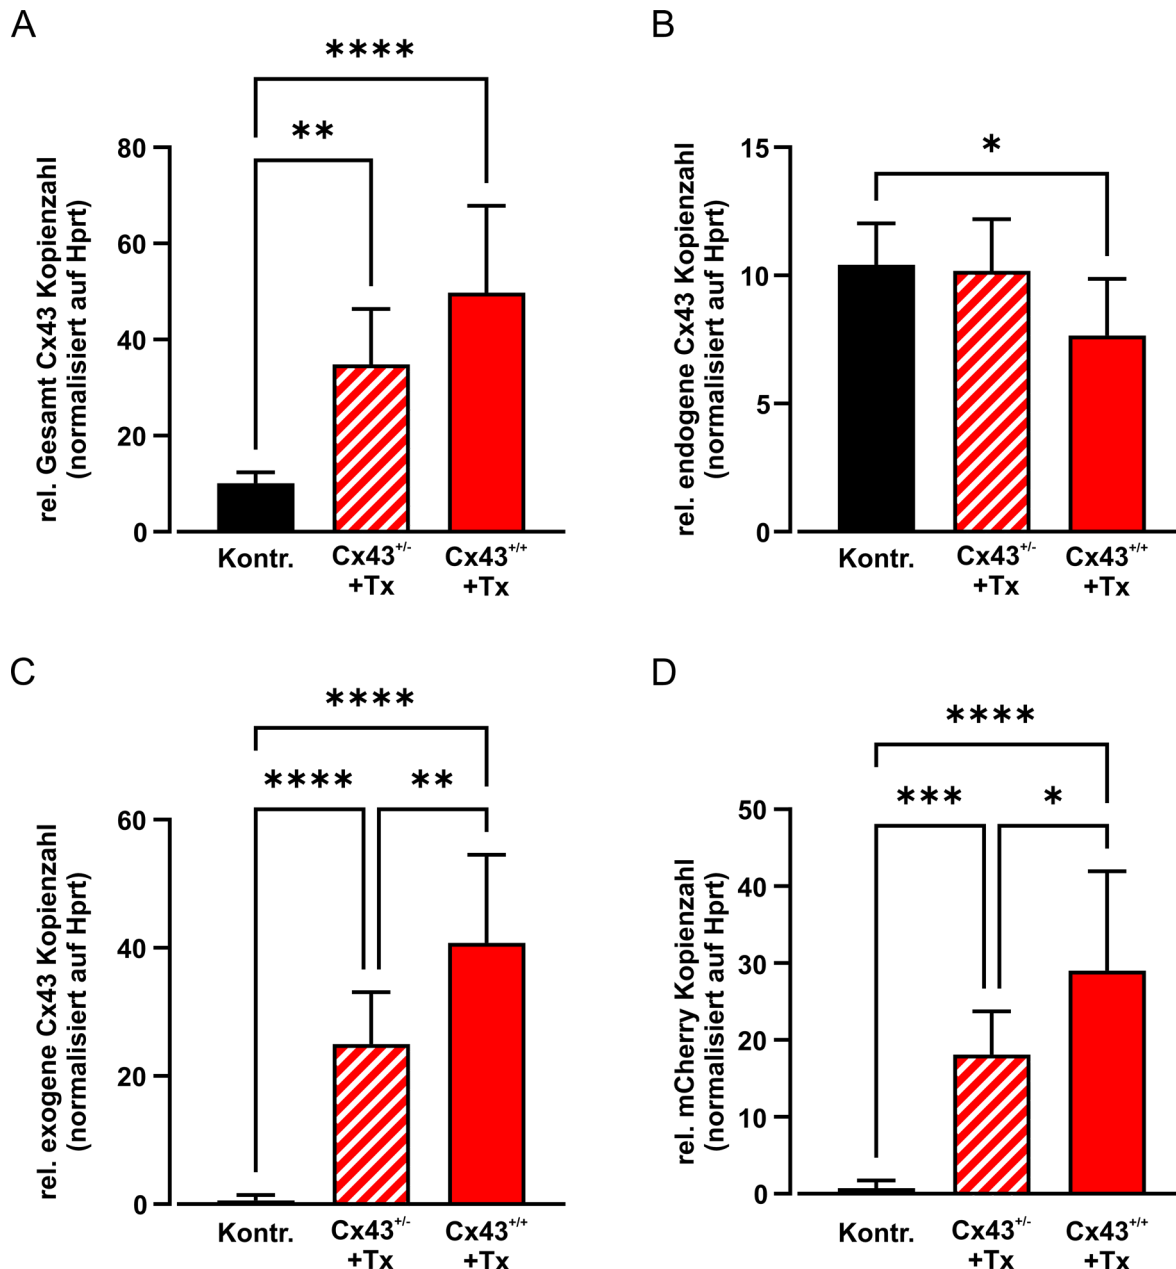 A
****
**
rel. Gesamt Cx43 Kopienzahl
(normalisiert auf Hprt)
80
60
40
20
0
Kontr.
Cx43+/-
+Tx
Cx43+/+
+Tx
B
*
rel. endogene Cx43 Kopienzahl
(normalisiert auf Hprt)
15
10
5
0
Kontr.
Cx43+/-
+Tx
Cx43+/+
+Tx
C
****
****
**
rel. exogene Cx43 Kopienzahl
(normalisiert auf Hprt)
60
40
20
0
Kontr.
Cx43+/-
+Tx
Cx43+/+
+Tx
D
****
***
*
rel. mCherry Kopienzahl
(normalisiert auf Hprt)
50
40
30
20
10
0
Kontr.
Cx43+/-
+Tx
Cx43+/+
+Tx